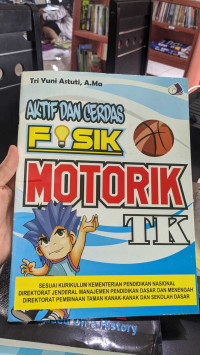 Tri Yuni Astuti, A.Ma
AKTIF DAN CERDAS
FISIK
MOTORIK
TK
SESUAI KURIKULUM KEMENTERIAN PENDIDIKAN NASIONAL
DIREKTORAT JENDERAL MANAJEMEN PENDIDIKAN DASAR DAN MENENGAH
DIREKTORAT PEMBINAAN TAMAN KANAK-KANAK DAN SEKOLAH DASAR
History